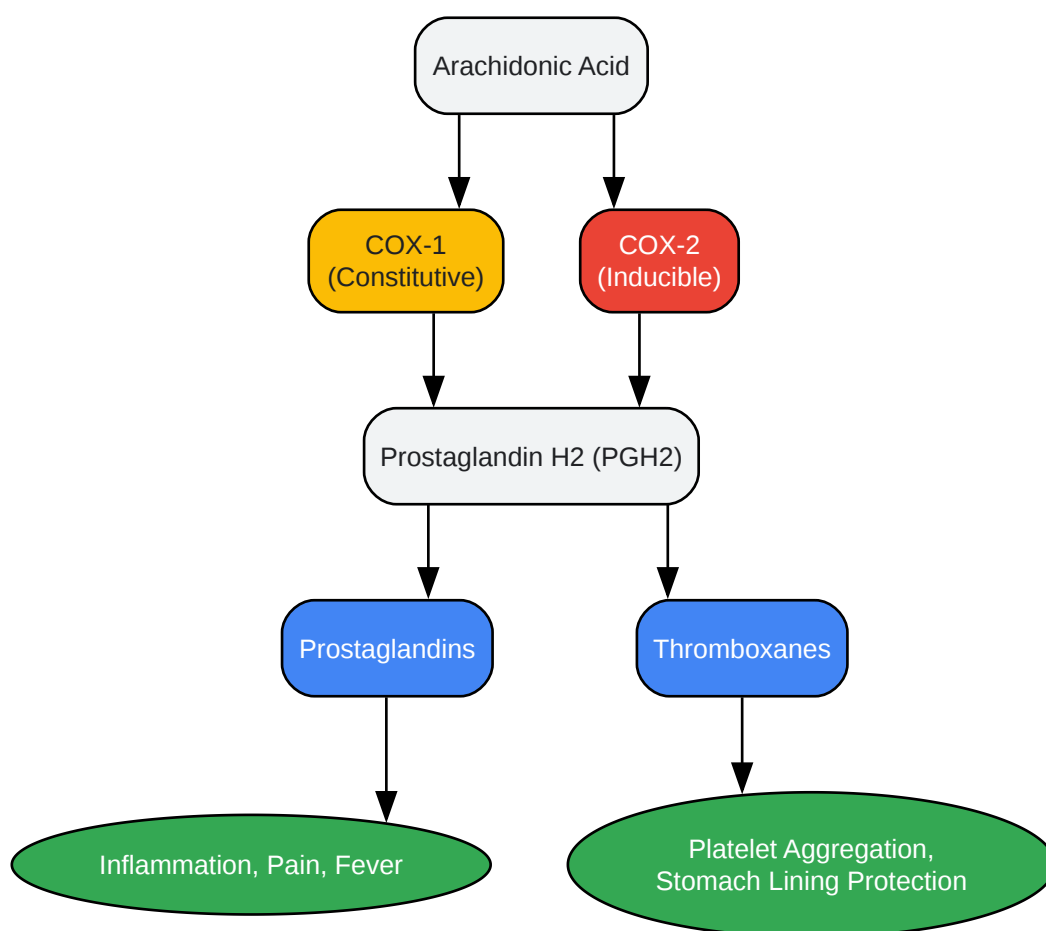 Arachidonic Acid
COX-1
(Constitutive)
COX-2
(Inducible)
Prostaglandin H2 (PGH2)
Prostaglandins
Thromboxanes
Inflammation, Pain, Fever
Platelet Aggregation,
Stomach Lining Protection